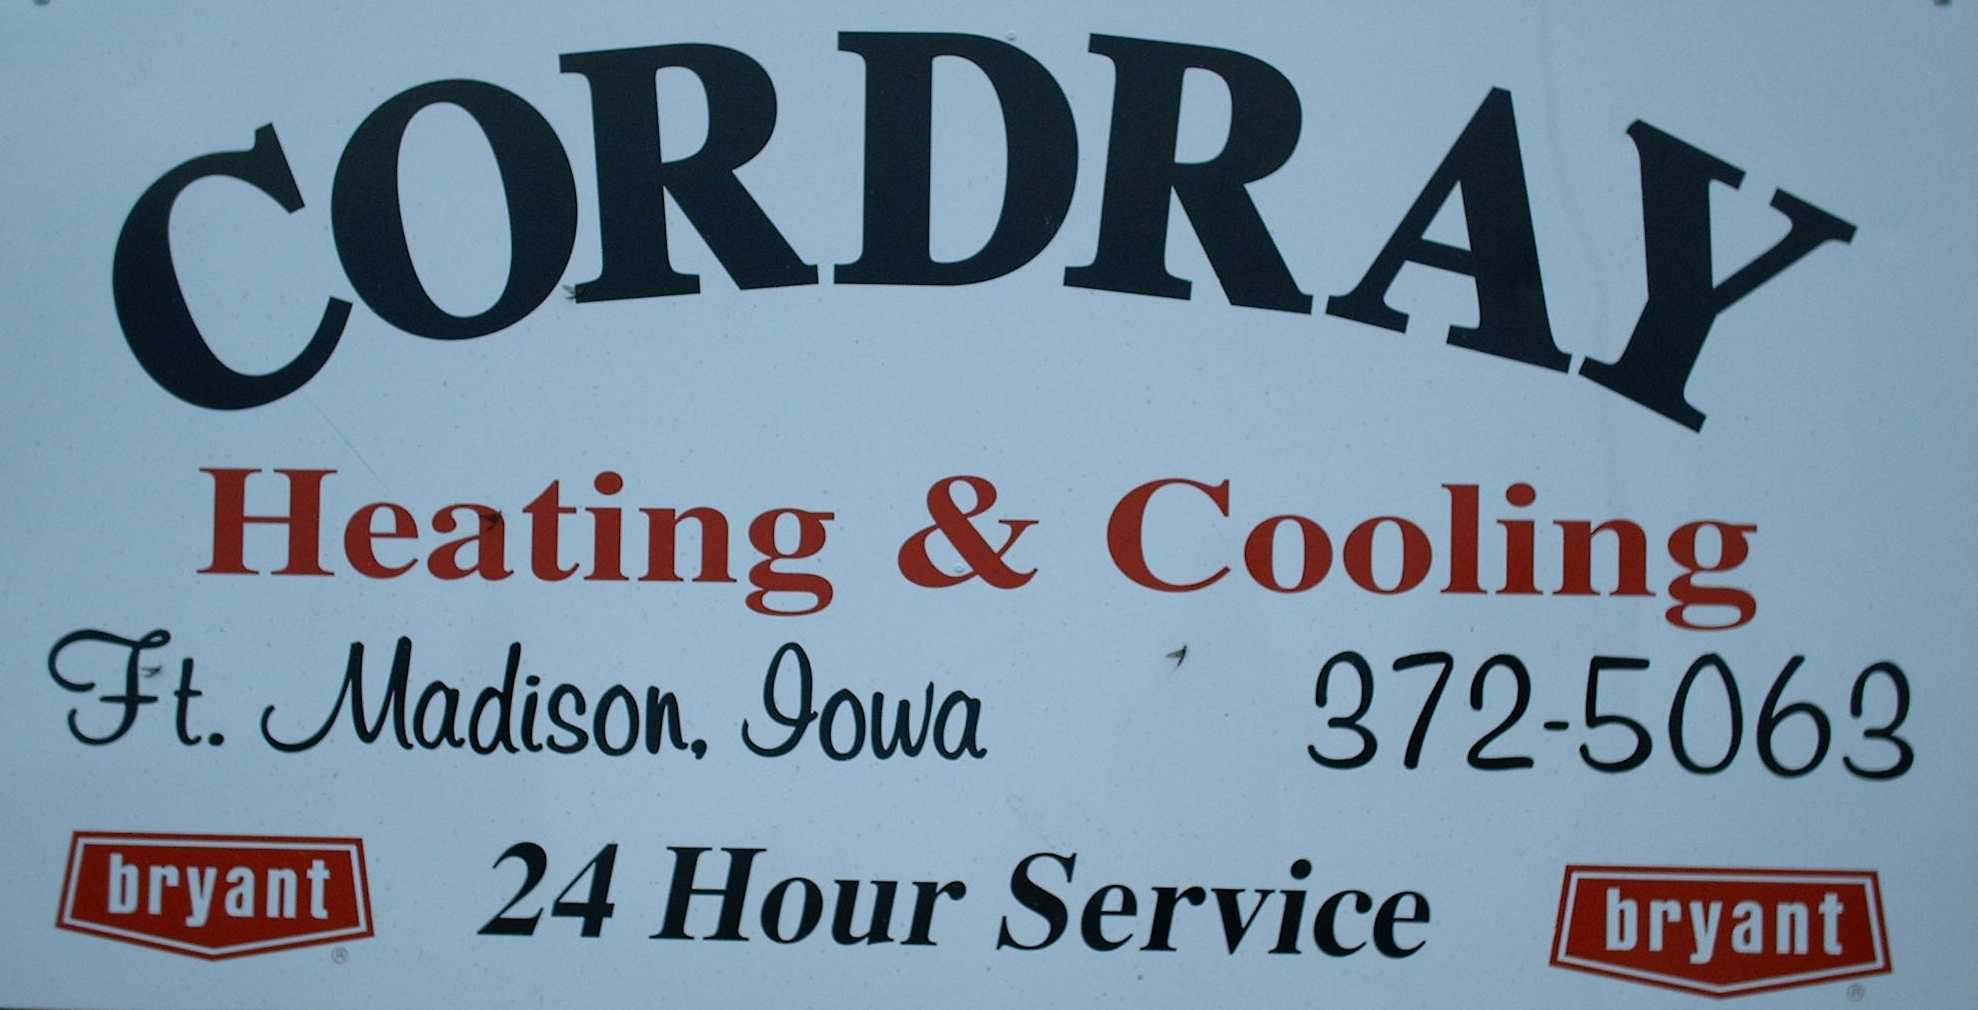 CORDRAY
Heating & Cooling
Ft. Madison, Iowa 372-5063
bryant® 24 Hour Service bryant®